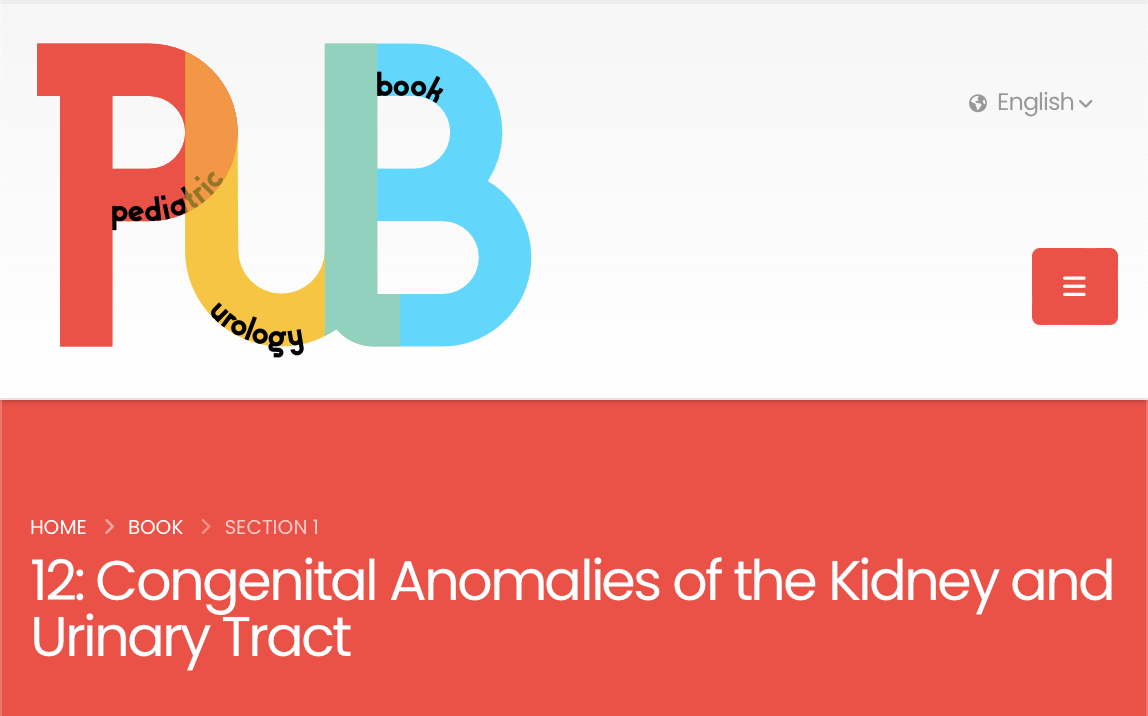 PUB
book
pediatric
urology
English
HOME > BOOK > SECTION 1
12: Congenital Anomalies of the Kidney and
Urinary Tract